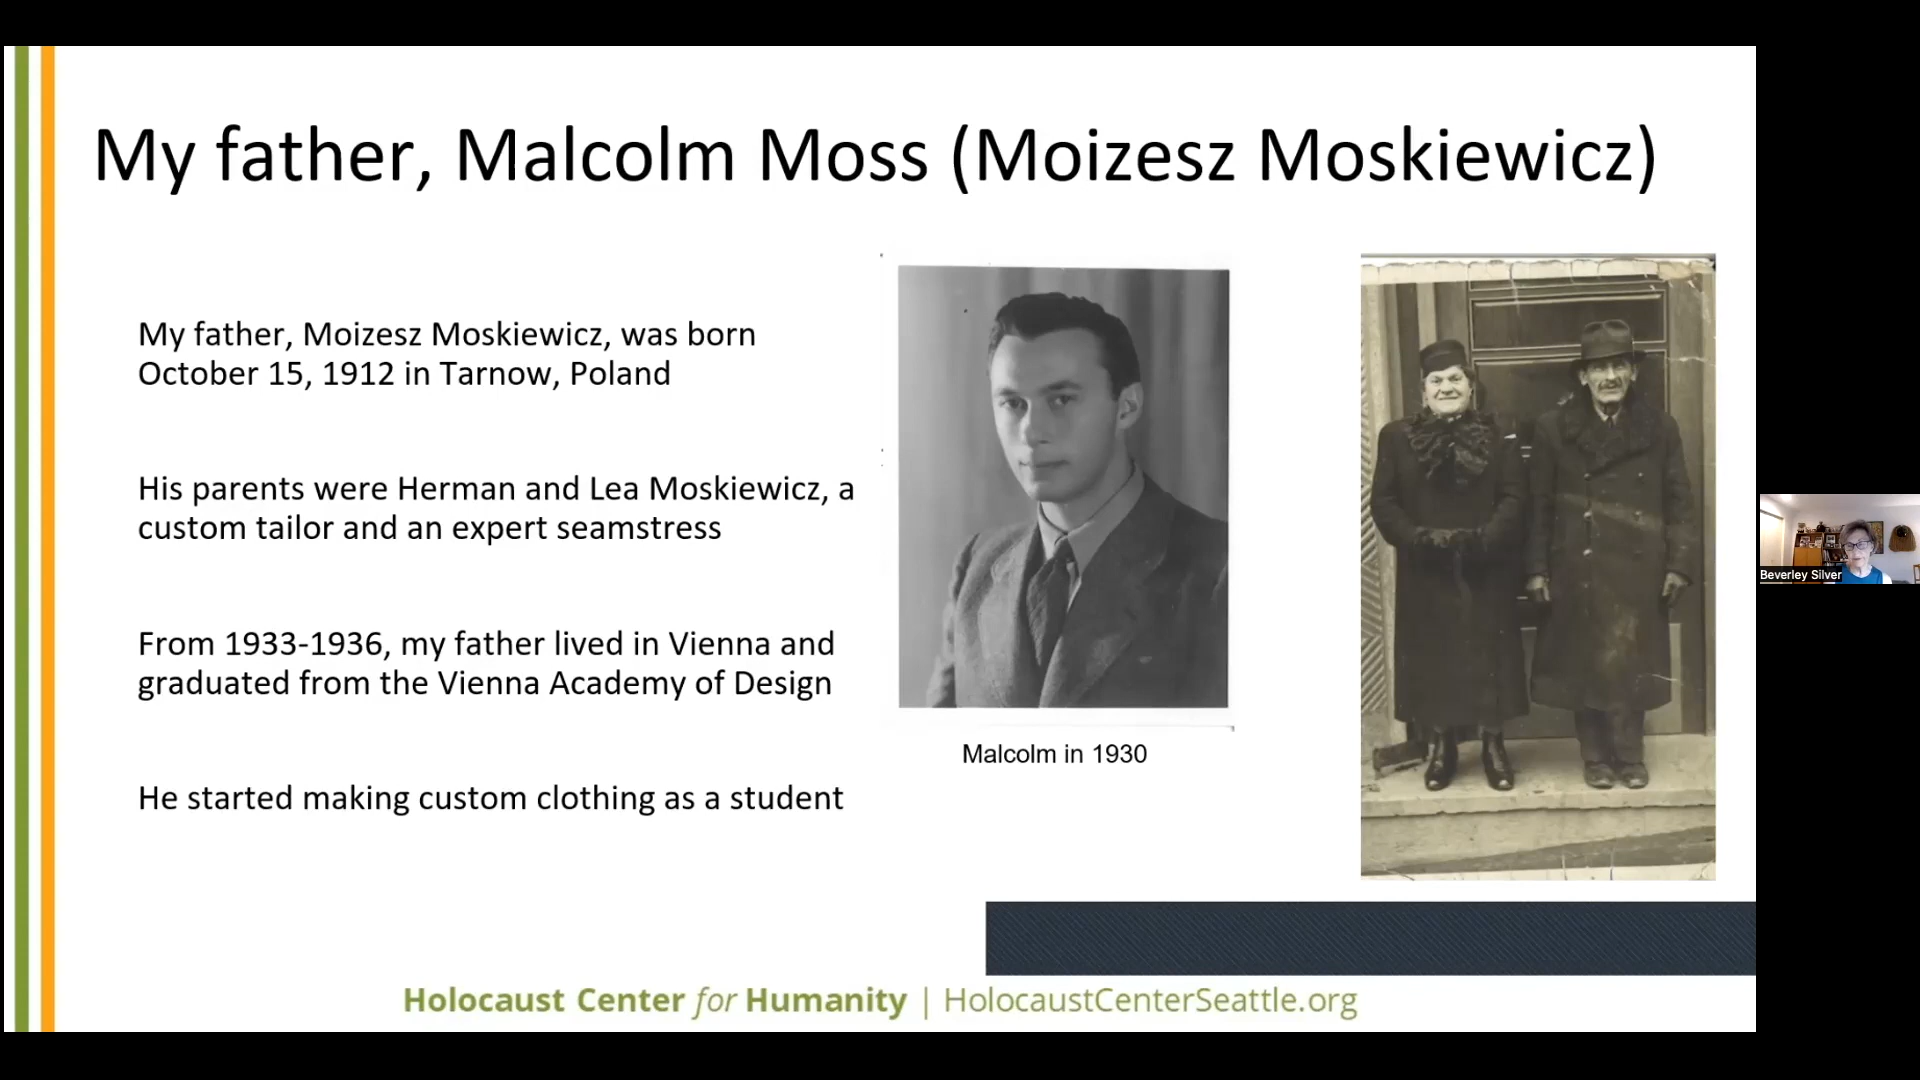 My father, Malcolm Moss (Moizesz Moskiewicz)
My father, Moizesz Moskiewicz, was born
October 15, 1912 in Tarnow, Poland
His parents were Herman and Lea Moskiewicz, a
custom tailor and an expert seamstress
From 1933-1936, my father lived in Vienna and
graduated from the Vienna Academy of Design
He started making custom clothing as a student
Malcolm in 1930
Beverley Silver
Holocaust Center for Humanity | HolocaustCenterSeattle.org